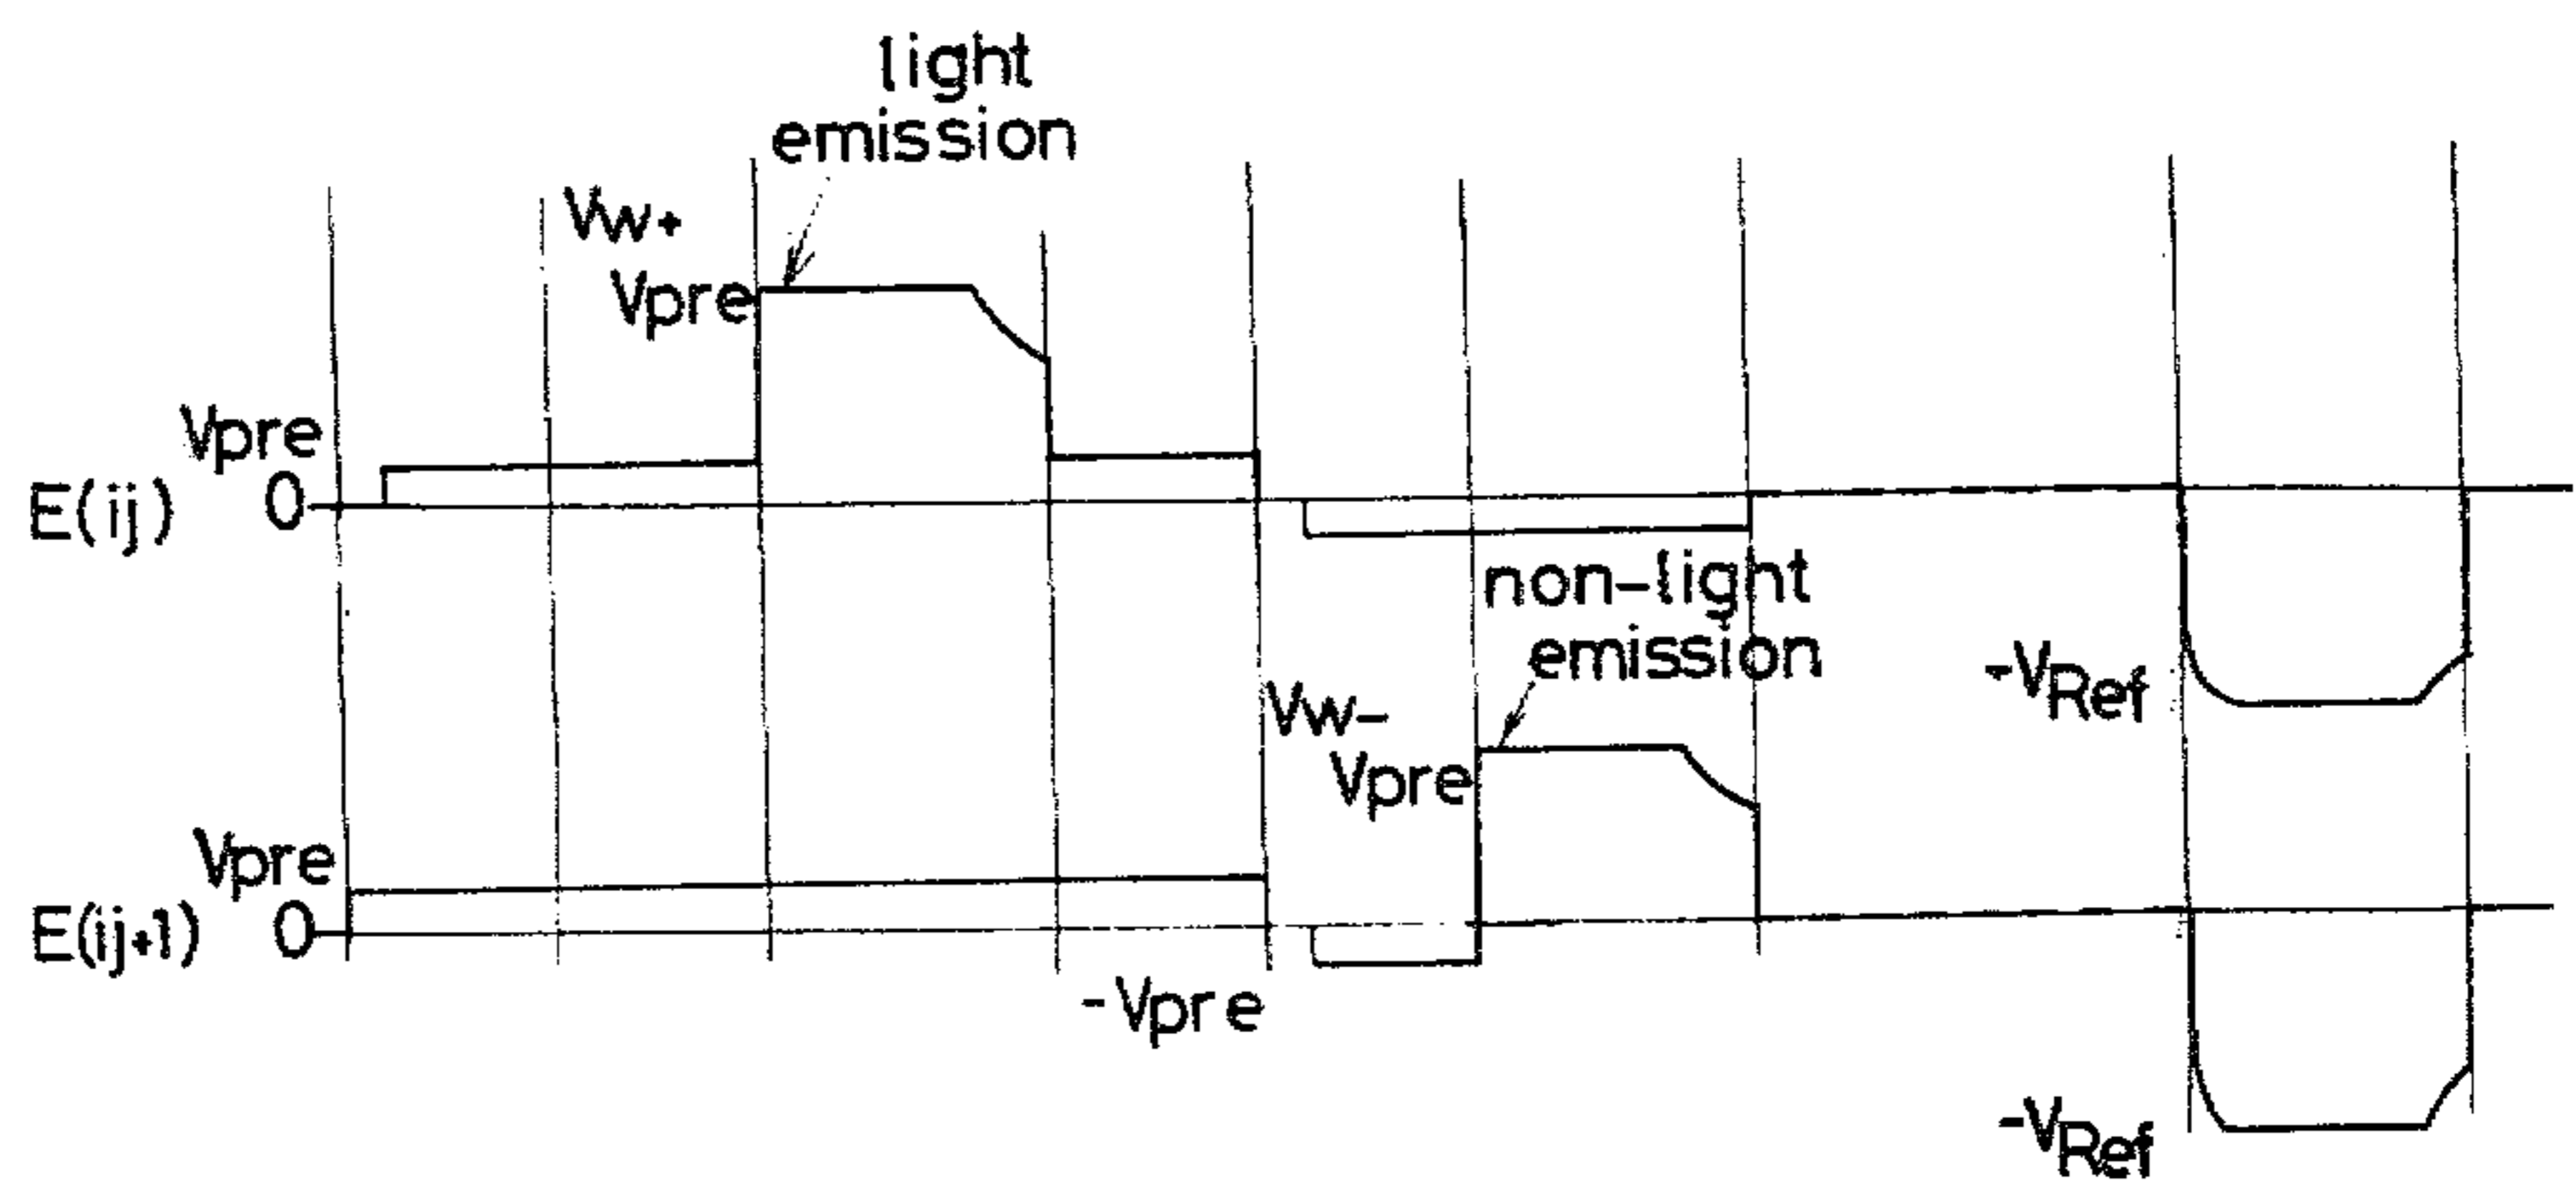 light
emission
Vw+
Vpre
Vpre
E(ij) 0
non-light
emission
-VRef
Vw-
Vpre
Vpre
E(ij+1) 0
-Vpre
-VRef